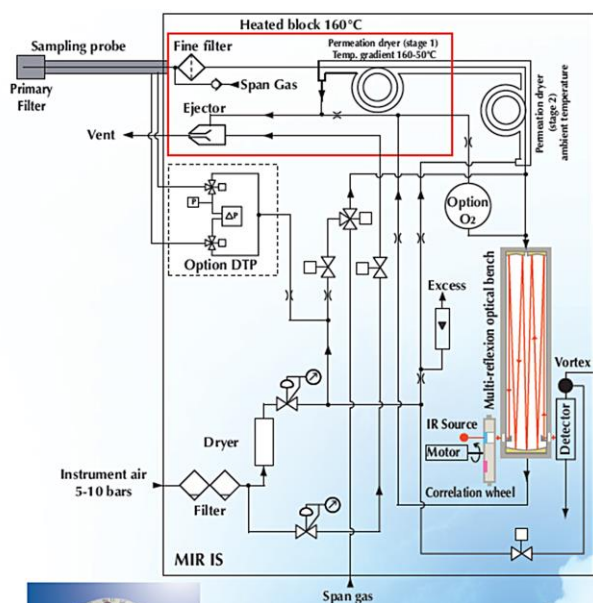 Heated block 160°C
Sampling probe
Fine filter
Permeation dryer (stage 1)
Temp. gradient 160-50°C
Primary
Filter
Span Gas
Ejector
Vent
Permeation dryer
(stage 2)
ambient temperature
P
ΔP
Option DTP
Option
O2
Excess
Multi-reflexion optical bench
Vortex
IR Source
Motor
Detector
Correlation wheel
Dryer
Instrument air
5-10 bars
Filter
MIR IS
Span gas